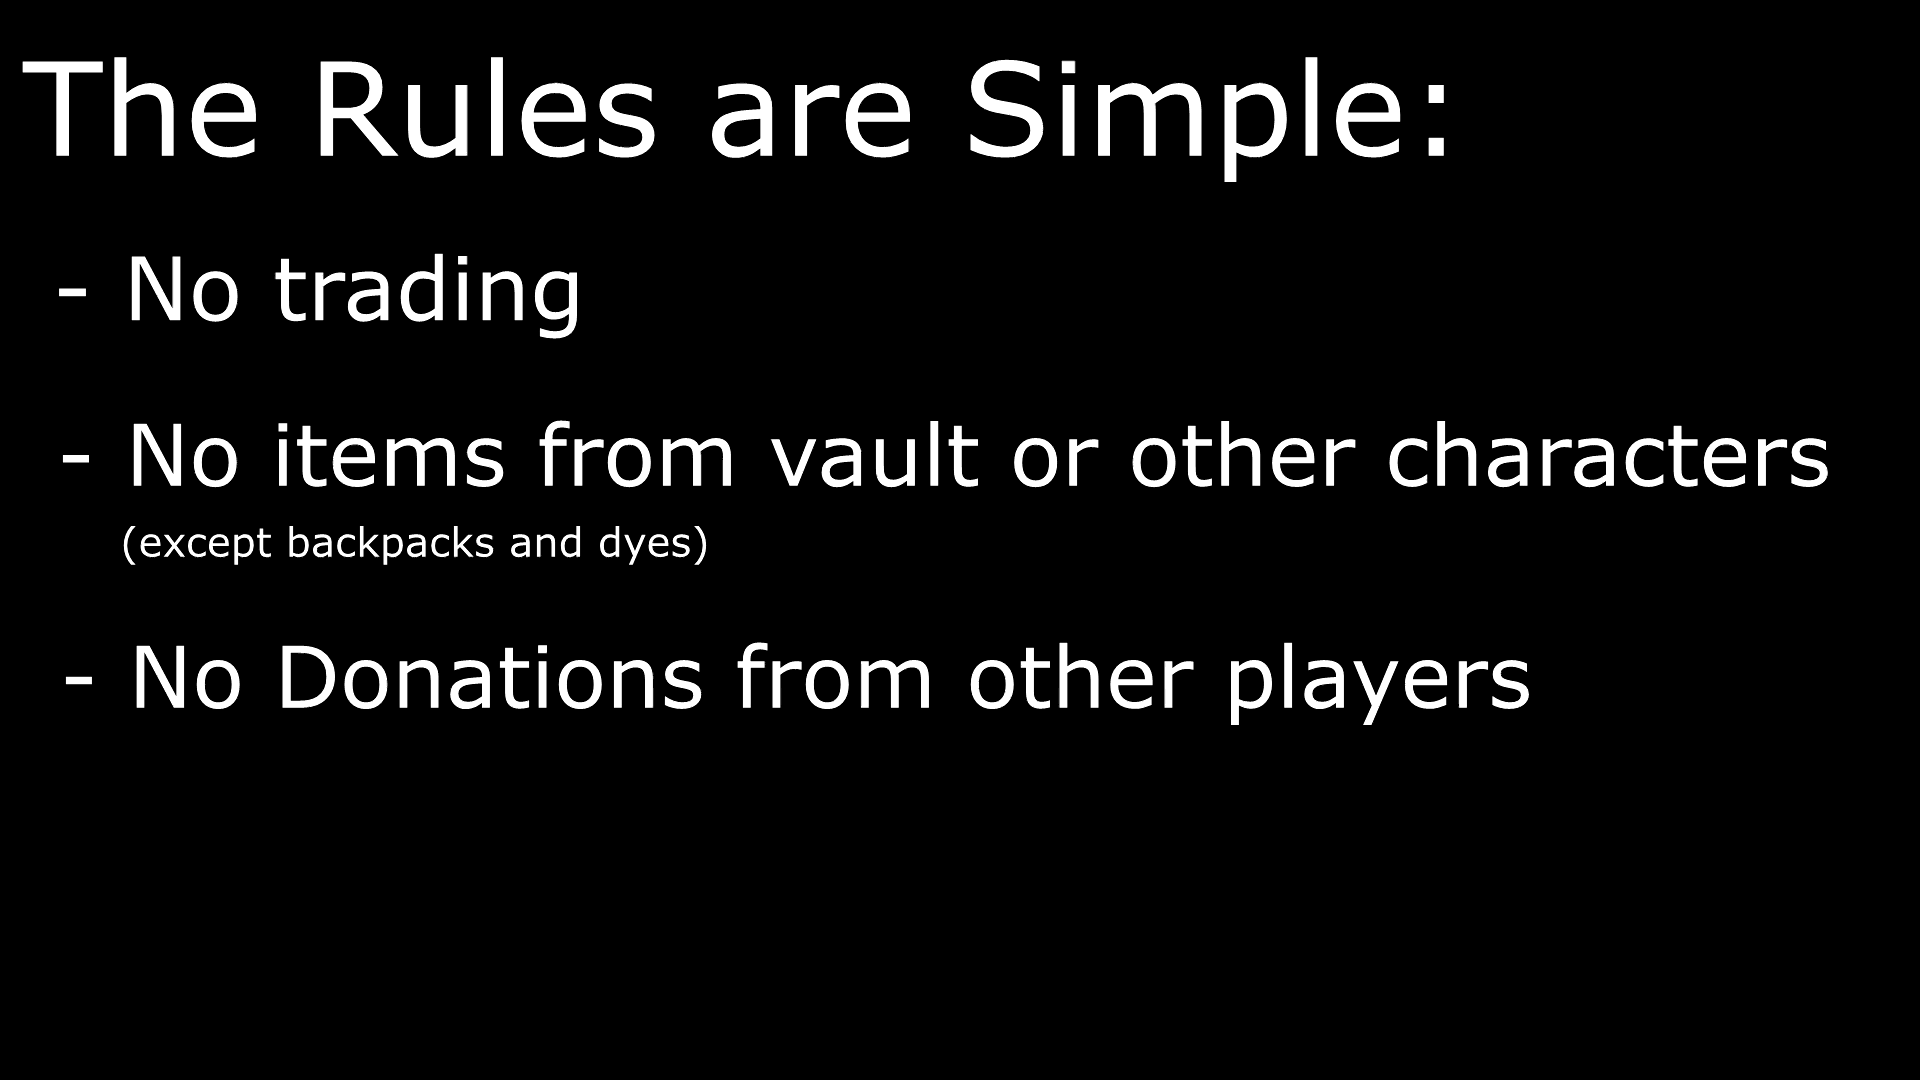 The Rules are Simple:
- No trading
- No items from vault or other characters
(except backpacks and dyes)
- No Donations from other players